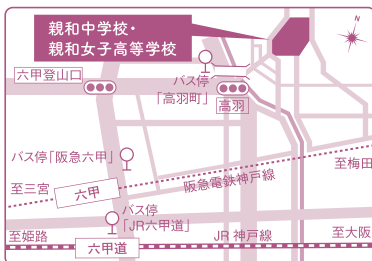 親和中学校・
親和女子高等学校
N
六甲登山口
バス停
「高羽町」
高羽
バス停「阪急六甲」
至三宮
六甲
阪急電鉄神戸線
至梅田
バス停
「JR六甲道」
至姫路
六甲道
JR神戸線
至大阪